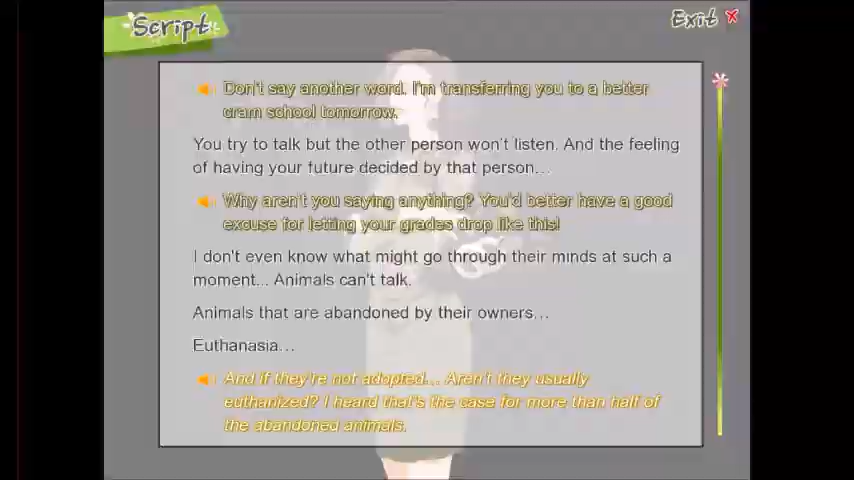 Script
Exit
Don't say another word. I'm transferring you to a better
cram school tomorrow.
You try to talk but the other person won't listen. And the feeling
of having your future decided by that person...
Why aren't you saying anything? You'd better have a good
excuse for letting your grades drop like this!
I don't even know what might go through their minds at such a
moment... Animals can't talk.
Animals that are abandoned by their owners...
Euthanasia...
And if they're not adopted... Aren't they usually
euthanized? I heard that's the case for more than half of
the abandoned animals.